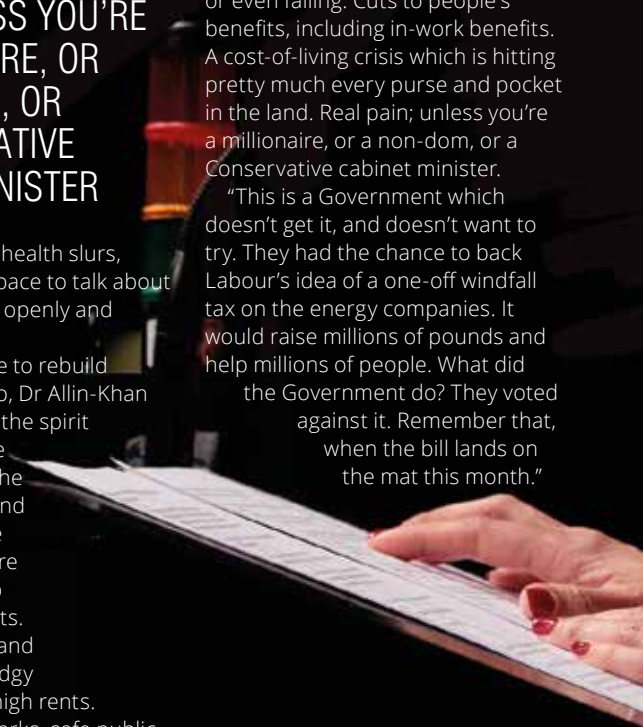 SS YOU’RE
RE, OR
, OR
ATIVE
NISTER
health slurs,
pace to talk about
openly and
e to rebuild
o, Dr Allin-Khan
the spirit
e
he
nd
e
re
o
ts.
and
dgy
high rents.
arks, safe public
or even falling. Cuts to people’s
benefits, including in-work benefits.
A cost-of-living crisis which is hitting
pretty much every purse and pocket
in the land. Real pain; unless you’re
a millionaire, or a non-dom, or a
Conservative cabinet minister.
“This is a Government which
doesn’t get it, and doesn’t want to
try. They had the chance to back
Labour’s idea of a one-off windfall
tax on the energy companies. It
would raise millions of pounds and
help millions of people. What did
the Government do? They voted
against it. Remember that,
when the bill lands on
the mat this month.”